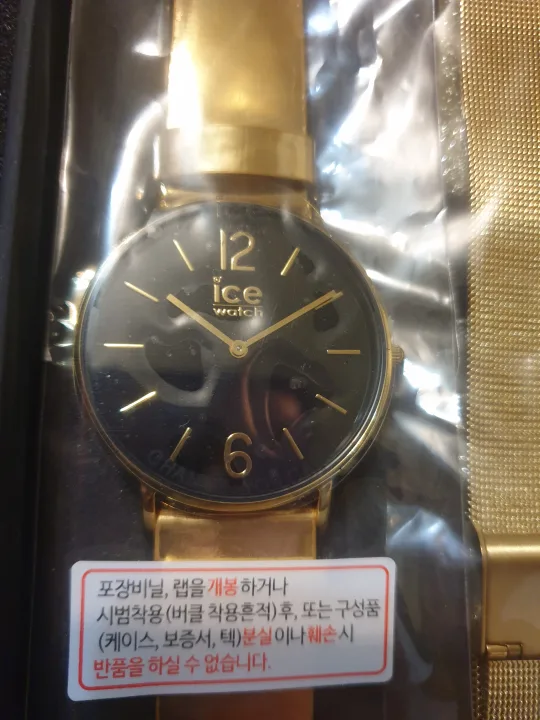 12
ice
watch
6
포장비닐, 랩을 개봉 하거나
시범착용(버클 착용흔적)후, 또는 구성품
(케이스, 보증서, 텍)분실이나 훼손 시
반품을 하실 수 없습니다.